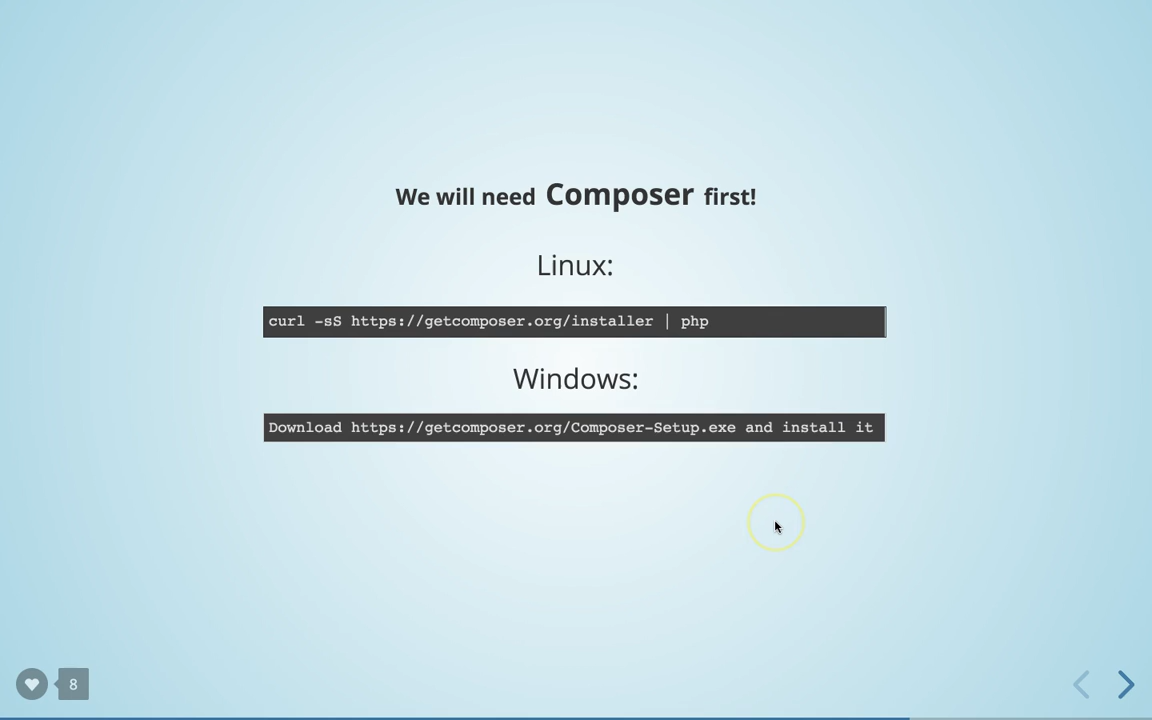 We will need Composer first!
Linux:
curl -sS https://getcomposer.org/installer | php
Windows:
Download https://getcomposer.org/Composer-Setup.exe and install it
8